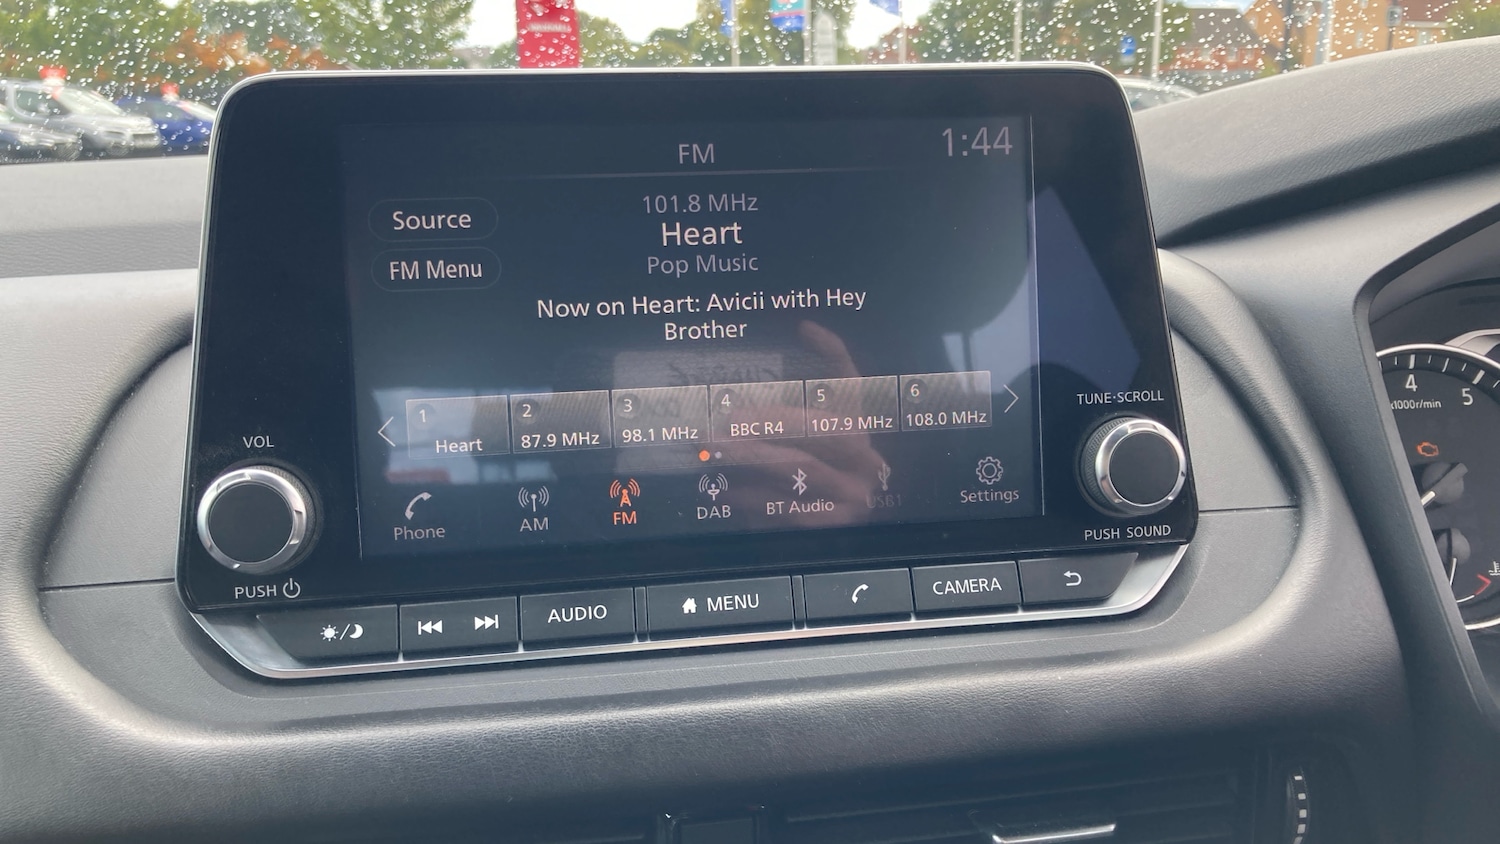 FM
1:44
Source
FM Menu
101.8 MHz
Heart
Pop Music
Now on Heart: Avicii with Hey
Brother
1 Heart
2 87.9 MHz
3 98.1 MHz
4 BBC R4
5 107.9 MHz
6 108.0 MHz
Phone
AM
FM
DAB
BT Audio
USB1
Settings
VOL
PUSH
TUNE·SCROLL
PUSH SOUND
AUDIO
MENU
CAMERA
4
5
x1000r/min